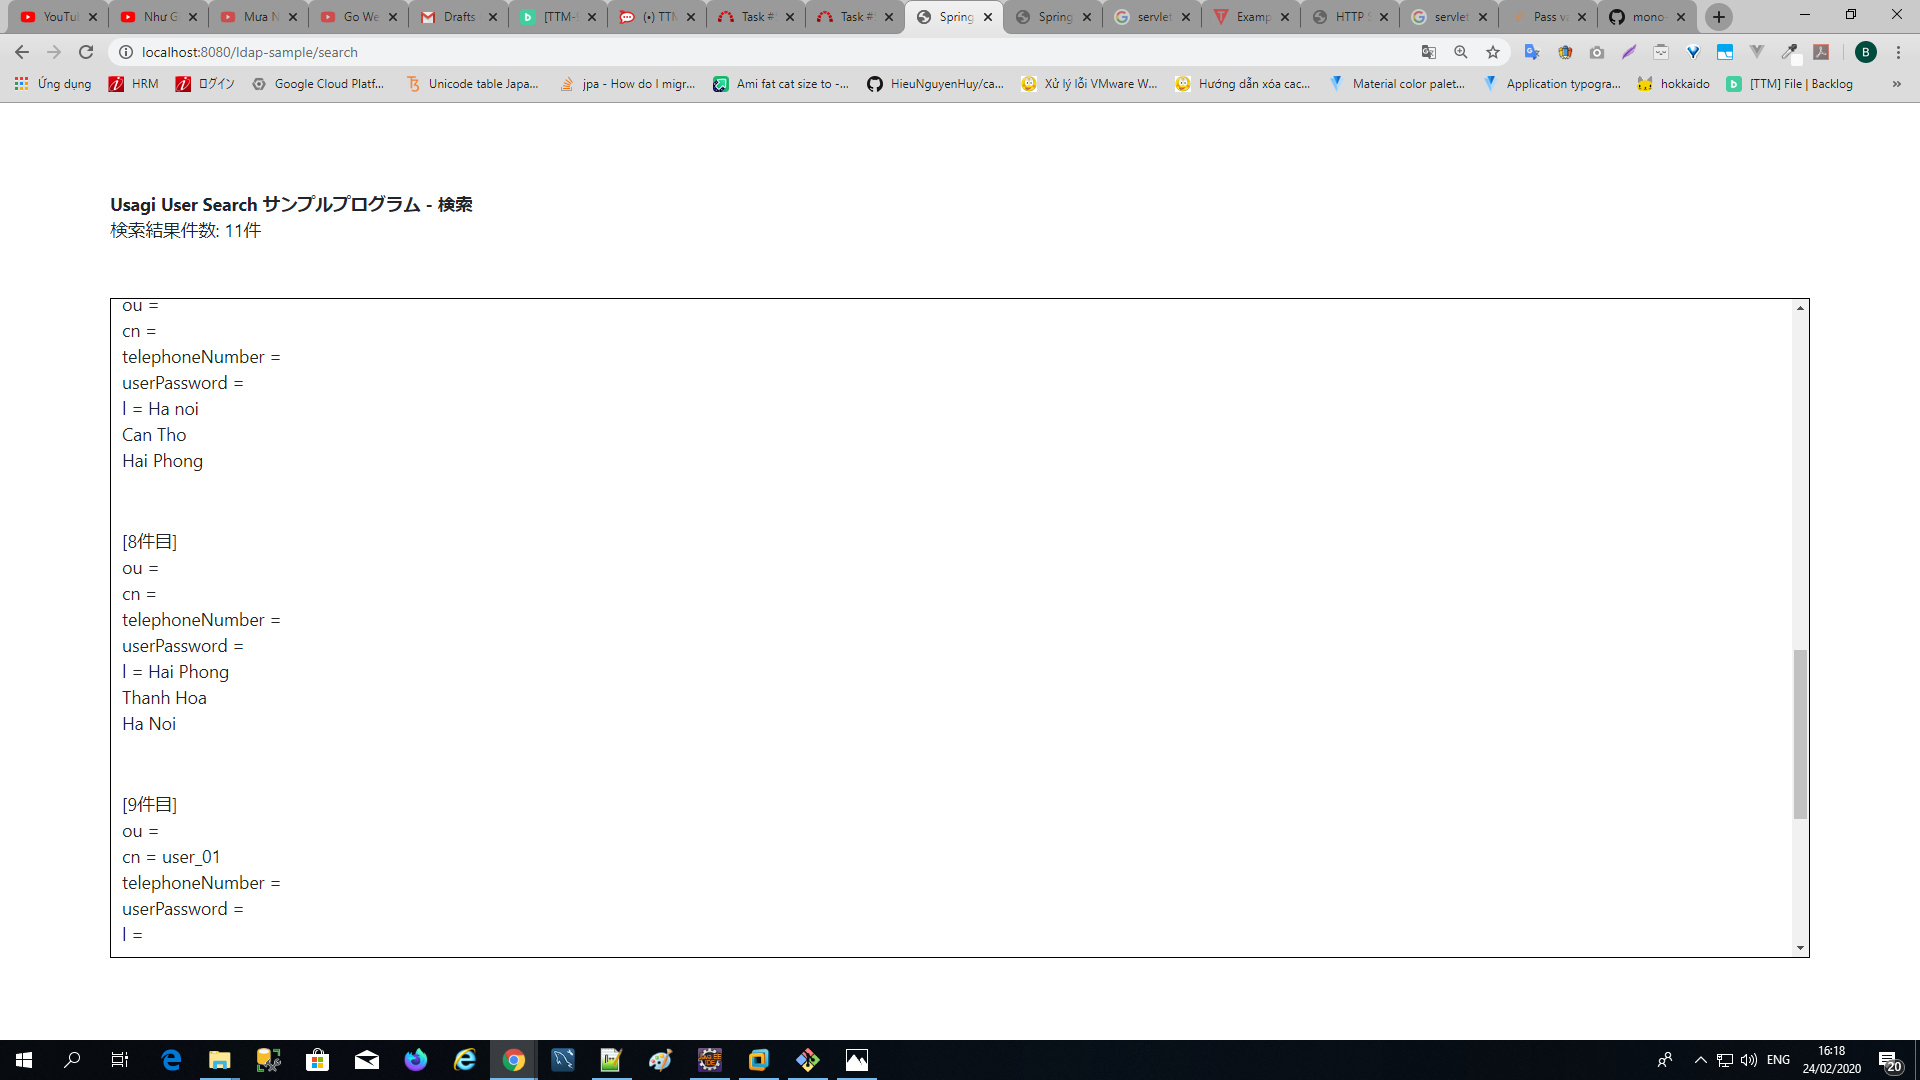 YouTu
Như G
Mưa N
Go We
Drafts
[TTM-
(•) TTM
Task #
Task #
Spring
Spring
servlet
Examp
HTTP S
servlet
Pass va
mono
localhost:8080/ldap-sample/search
B
Ứng dụng
HRM
ログイン
Google Cloud Platf...
Unicode table Japa...
jpa - How do I migr...
Ami fat cat size to -...
HieuNguyenHuy/ca...
Xử lý lỗi VMware W...
Hướng dẫn xóa cac...
Material color palet...
Application typogra...
hokkaido
[TTM] File | Backlog
»
Usagi User Search サンプルプログラム - 検索
検索結果件数: 11件
ou =
cn =
telephoneNumber =
userPassword =
l = Ha noi
Can Tho
Hai Phong
[8件目]
ou =
cn =
telephoneNumber =
userPassword =
l = Hai Phong
Thanh Hoa
Ha Noi
[9件目]
ou =
cn = user_01
telephoneNumber =
userPassword =
l =
ENG
16:18
24/02/2020
20